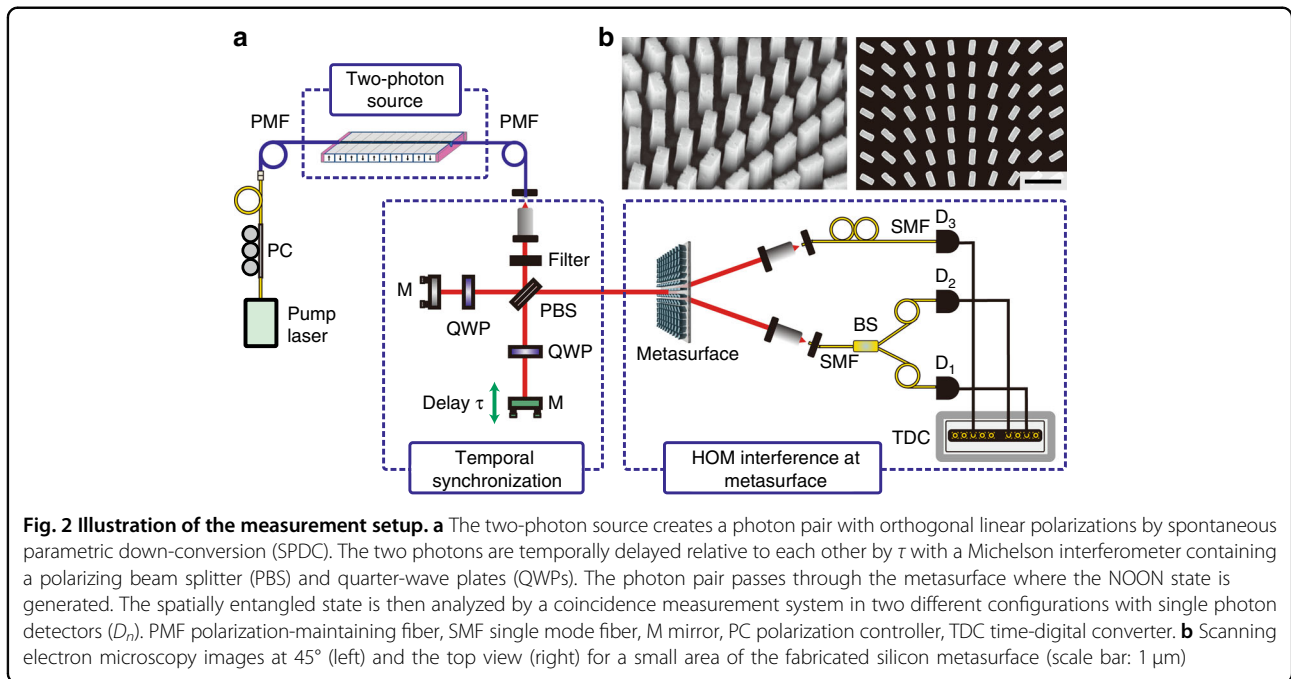 a
b
Two-photon
source
PMF
PMF
PC
Pump
laser
Filter
M
QWP
PBS
QWP
Delay τ
M
Temporal
synchronization
Metasurface
SMF
D3
D2
BS
SMF
D1
TDC
HOM interference at
metasurface
Fig. 2 Illustration of the measurement setup. a The two-photon source creates a photon pair with orthogonal linear polarizations by spontaneous
parametric down-conversion (SPDC). The two photons are temporally delayed relative to each other by τ with a Michelson interferometer containing
a polarizing beam splitter (PBS) and quarter-wave plates (QWPs). The photon pair passes through the metasurface where the NOON state is
generated. The spatially entangled state is then analyzed by a coincidence measurement system in two different configurations with single photon
detectors (Dn). PMF polarization-maintaining fiber, SMF single mode fiber, M mirror, PC polarization controller, TDC time-digital converter. b Scanning
electron microscopy images at 45° (left) and the top view (right) for a small area of the fabricated silicon metasurface (scale bar: 1 μm)